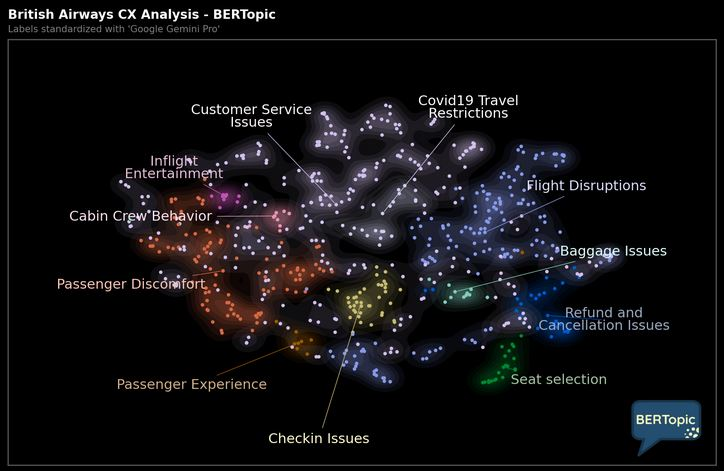 British Airways CX Analysis - BERTopic
Labels standardized with 'Google Gemini Pro'
Customer Service
Issues
Covid19 Travel
Restrictions
Inflight
Entertainment
Flight Disruptions
Cabin Crew Behavior
Baggage Issues
Passenger Discomfort
Refund and
Cancellation Issues
Passenger Experience
Seat selection
Checkin Issues
BERTopic